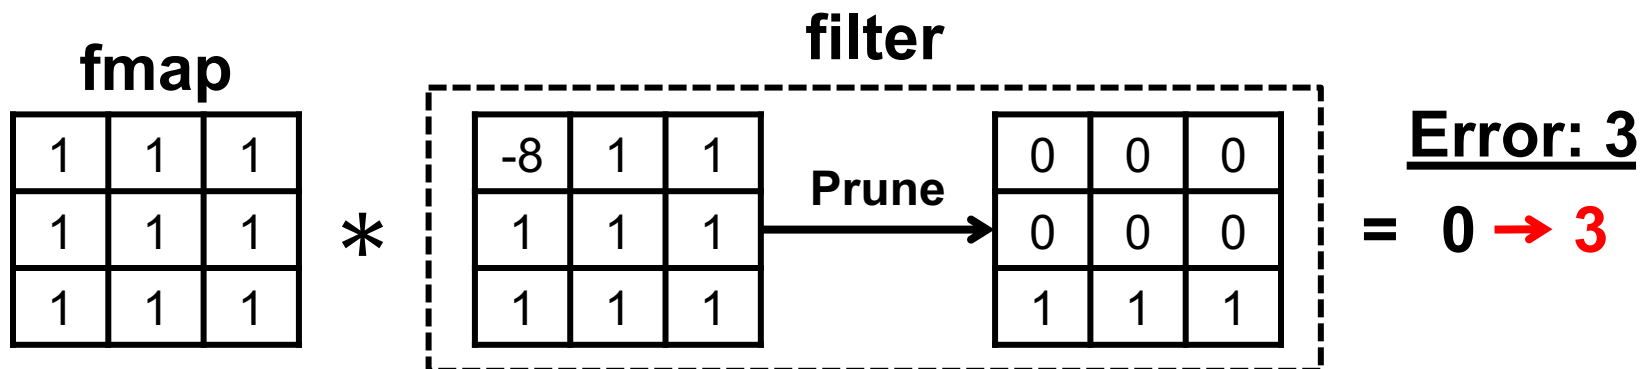 filter
fmap
Error: 3
1 1 1 -8 1 1 0 0 0
Prune
1 1 1 * 1 1 1 0 0 0 = 0 → 3
1 1 1 1 1 1 1 1 1